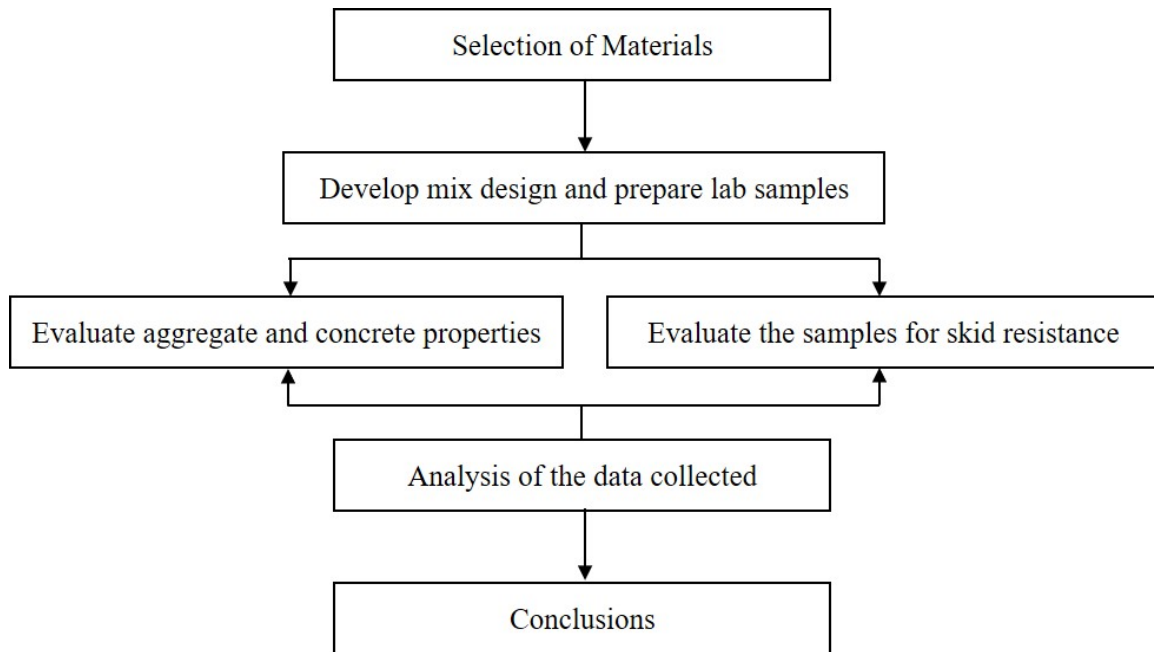 Selection of Materials
Develop mix design and prepare lab samples
Evaluate aggregate and concrete properties
Evaluate the samples for skid resistance
Analysis of the data collected
Conclusions